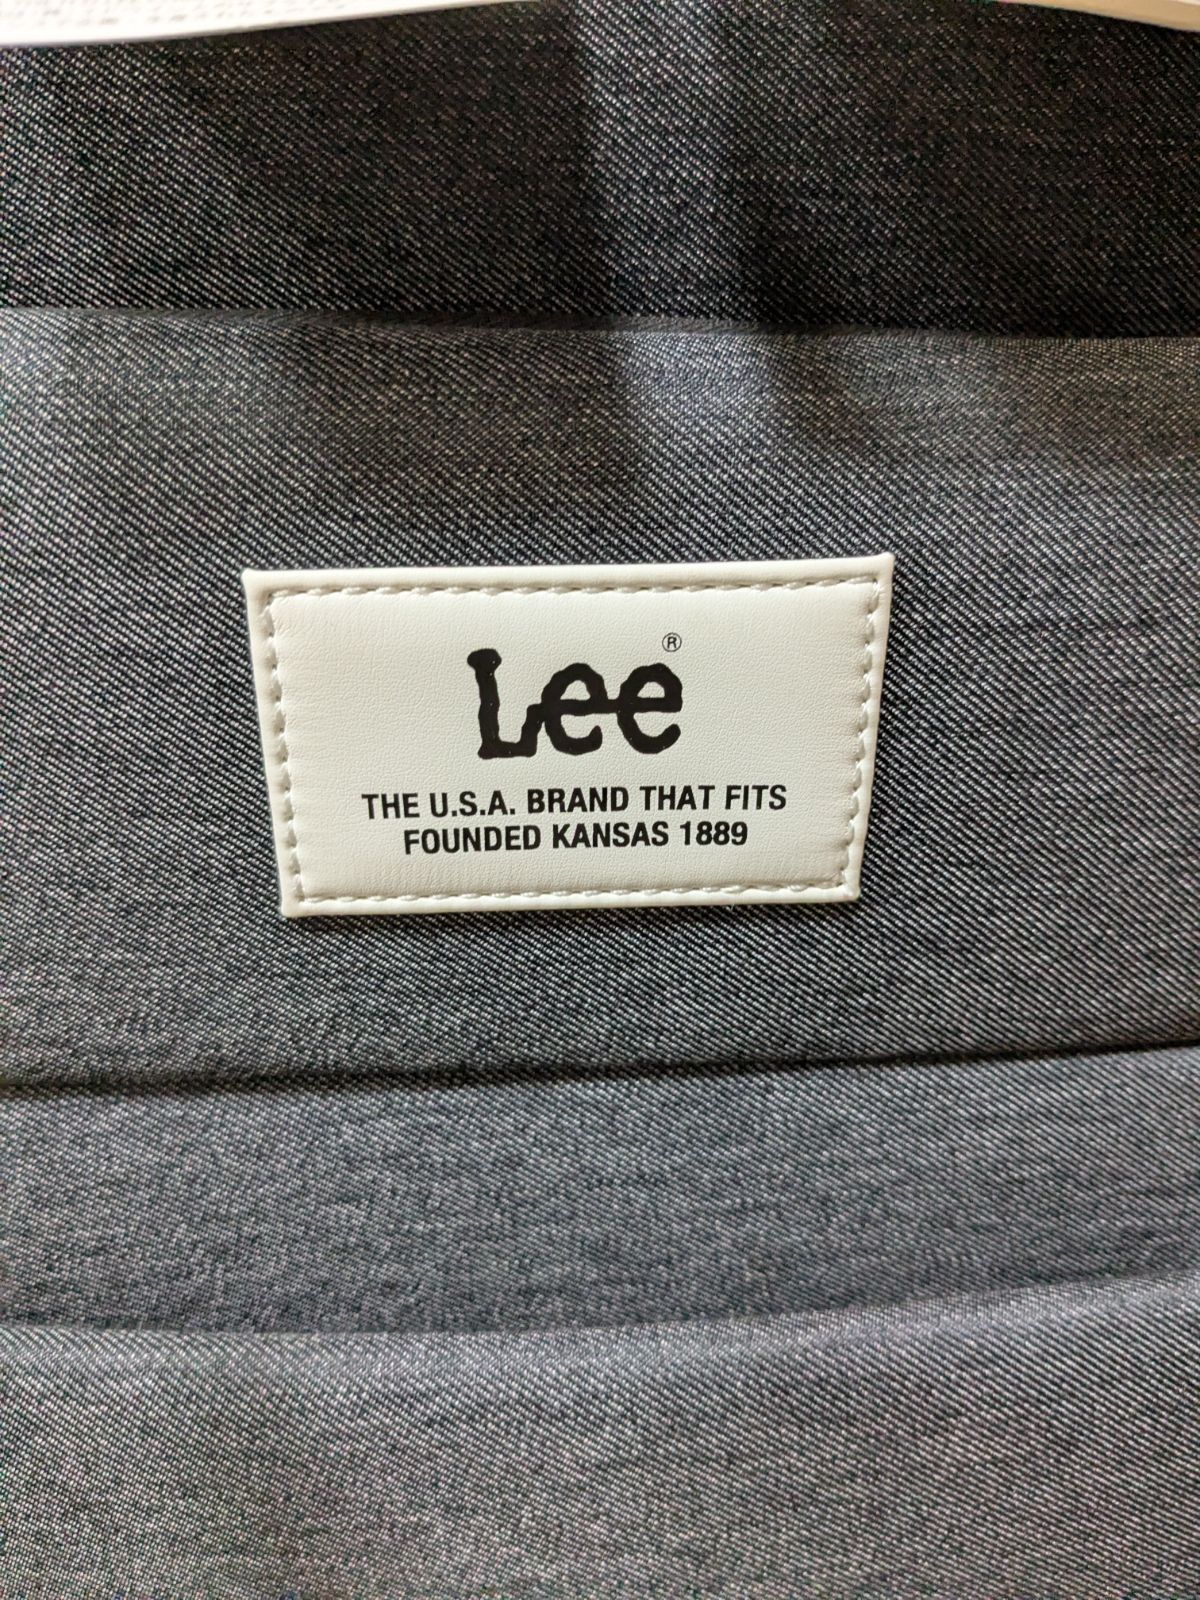 Lee®
THE U.S.A. BRAND THAT FITS
FOUNDED KANSAS 1889